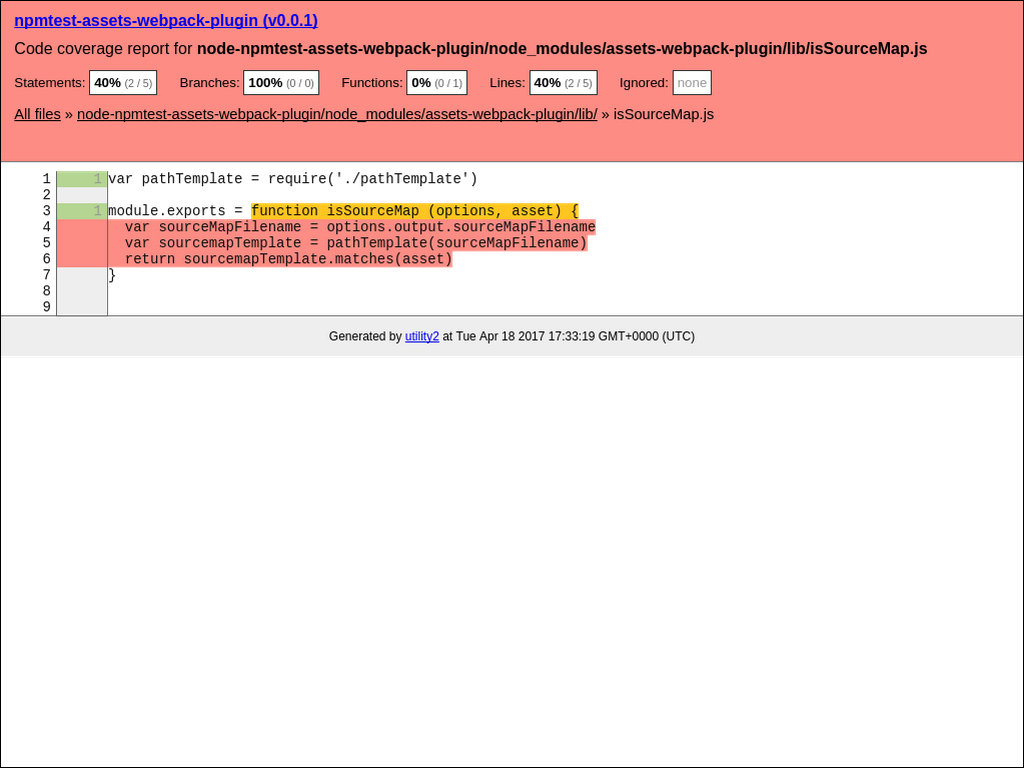 npmtest-assets-webpack-plugin (v0.0.1)
Code coverage report for node-npmtest-assets-webpack-plugin/node_modules/assets-webpack-plugin/lib/isSourceMap.js
Statements: 40% (2 / 5) Branches: 100% (0 / 0) Functions: 0% (0 / 1) Lines: 40% (2 / 5) Ignored: none
All files » node-npmtest-assets-webpack-plugin/node_modules/assets-webpack-plugin/lib/ » isSourceMap.js
1 1 var pathTemplate = require('./pathTemplate')
2
3 1 module.exports = function isSourceMap (options, asset) {
4 var sourceMapFilename = options.output.sourceMapFilename
5 var sourcemapTemplate = pathTemplate(sourceMapFilename)
6 return sourcemapTemplate.matches(asset)
7 }
8
9
Generated by utility2 at Tue Apr 18 2017 17:33:19 GMT+0000 (UTC)